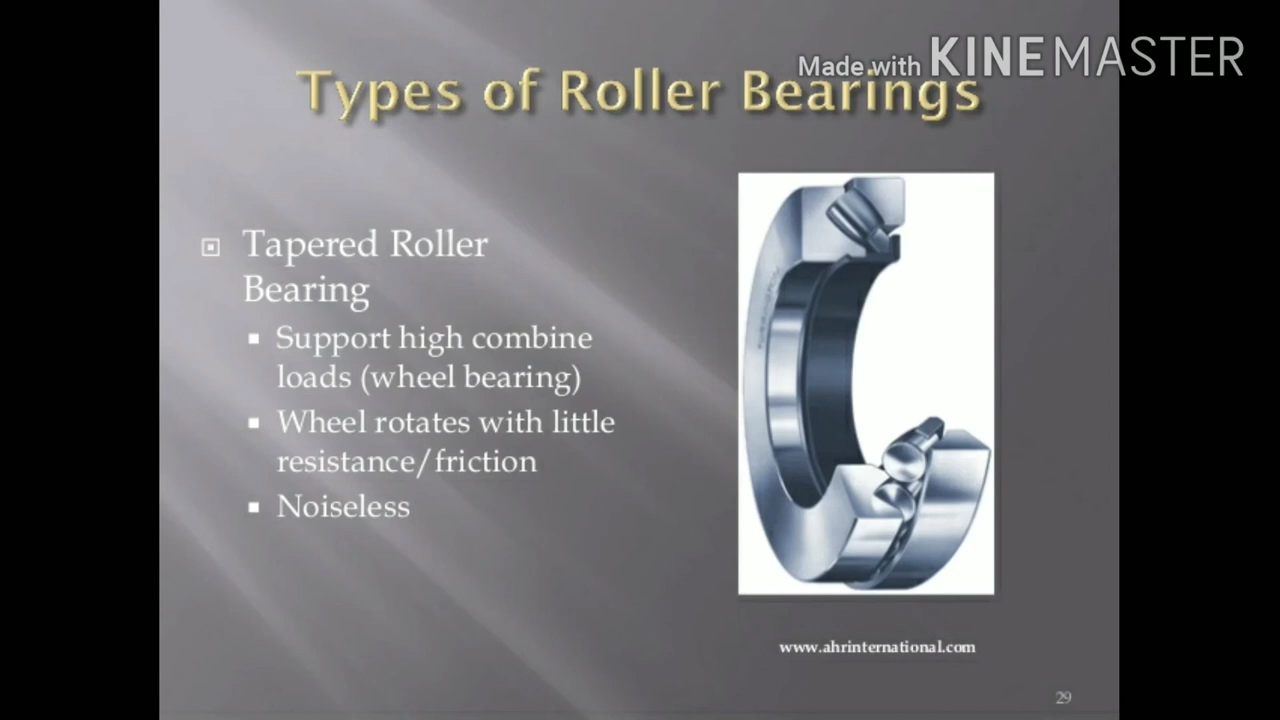 Made with KINEMASTER
Types of Roller Bearings
Tapered Roller
Bearing
Support high combine
loads (wheel bearing)
Wheel rotates with little
resistance/friction
Noiseless
www.ahrinternational.com
29